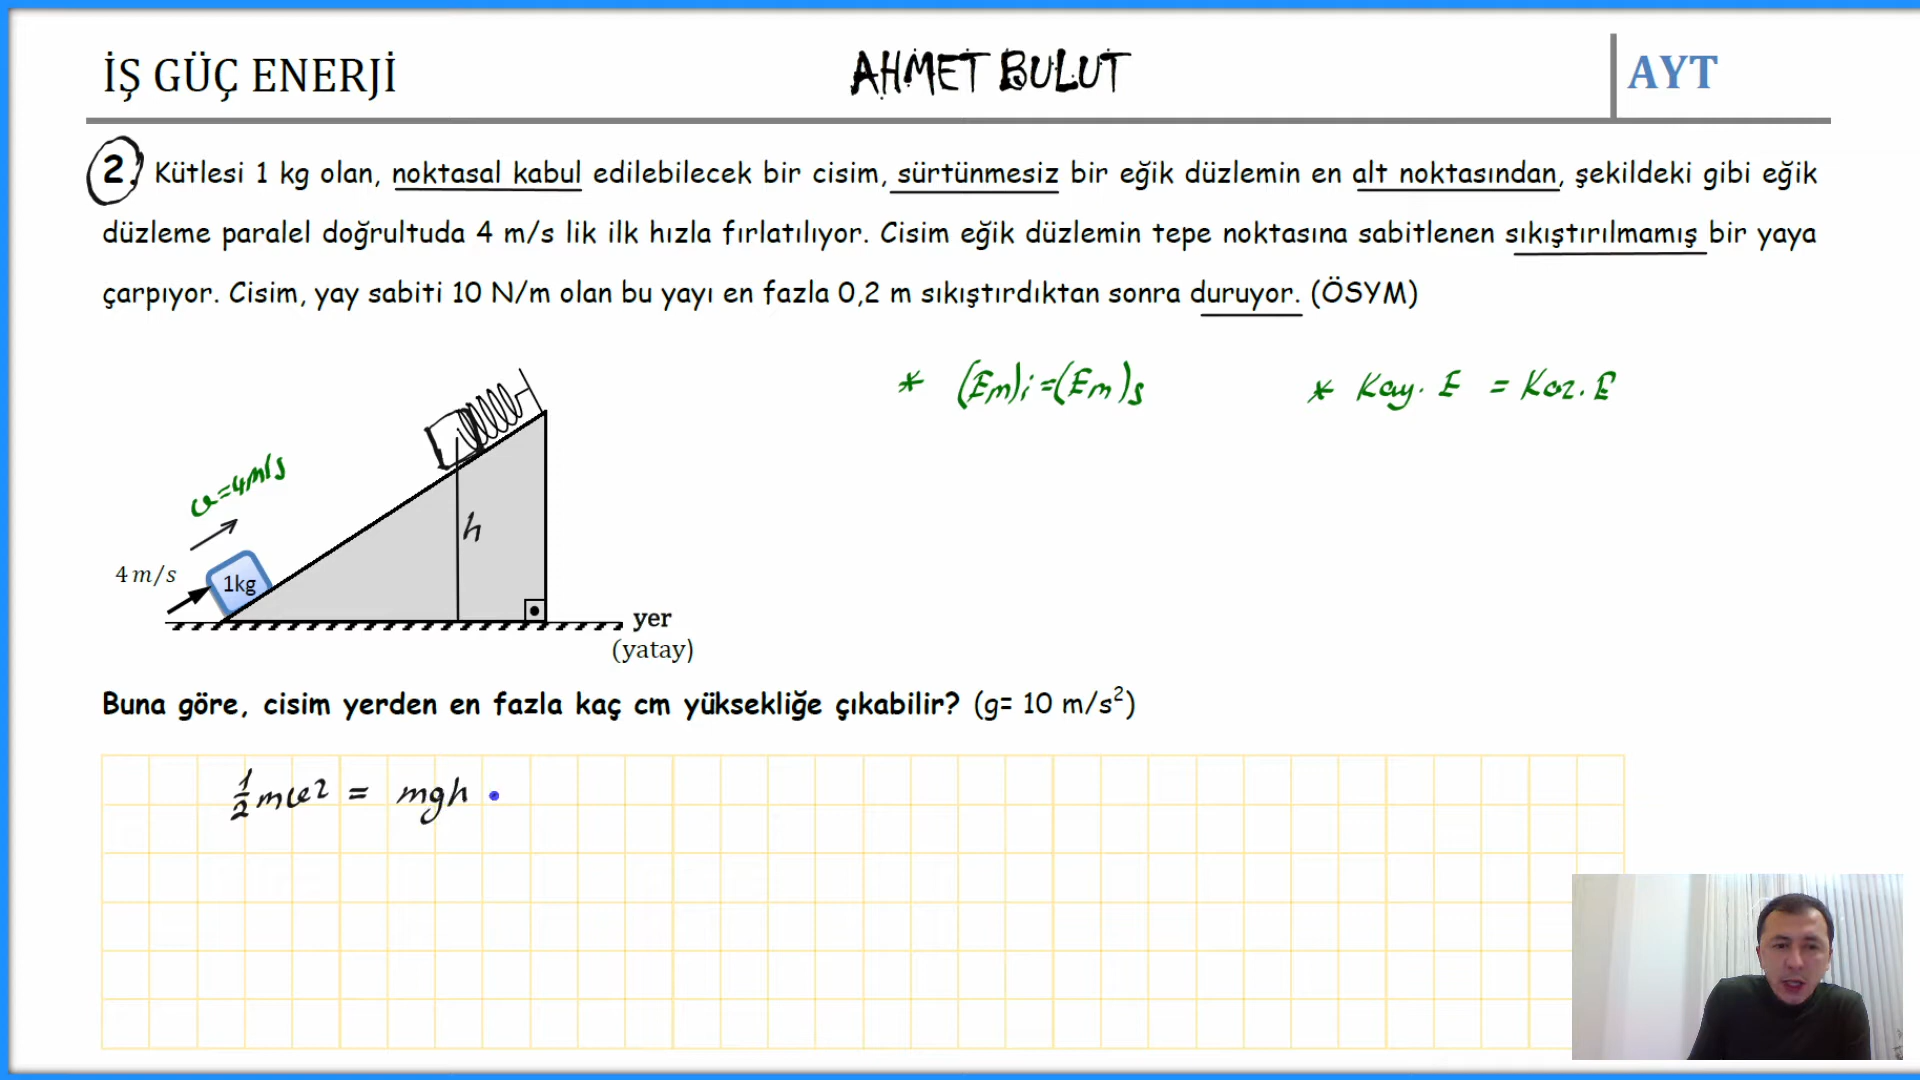 İŞ GÜÇ ENERJİ
AHMET BULUT
AYT
2. Kütlesi 1 kg olan, noktasal kabul edilebilecek bir cisim, sürtünmesiz bir eğik düzlemin en alt noktasından, şekildeki gibi eğik
düzleme paralel doğrultuda 4 m/s lik ilk hızla fırlatılıyor. Cisim eğik düzlemin tepe noktasına sabitlenen sıkıştırılmamış bir yaya
çarpıyor. Cisim, yay sabiti 10 N/m olan bu yayı en fazla 0,2 m sıkıştırdıktan sonra duruyor. (ÖSYM)
* (Em)i=(Em)s
* Kay. E = Kaz. E
v=4m/s
h
4 m/s
1kg
yer
(yatay)
Buna göre, cisim yerden en fazla kaç cm yüksekliğe çıkabilir? (g= 10 m/s²)
½mv² = mgh